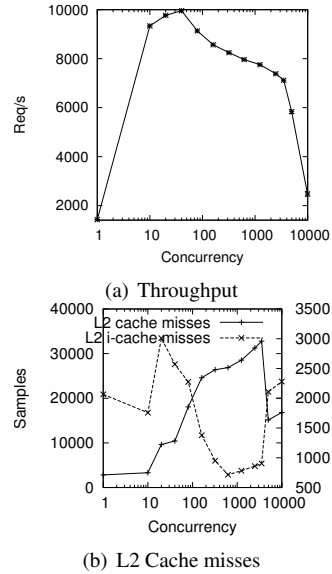 10000
8000
6000
4000
2000
Req/s
1 10 100 1000 10000
Concurrency
(a) Throughput
40000
30000
20000
10000
0
Samples
L2 cache misses
L2 i-cache misses
3500
3000
2500
2000
1500
1000
500
1 10 100 1000 10000
Concurrency
(b) L2 Cache misses